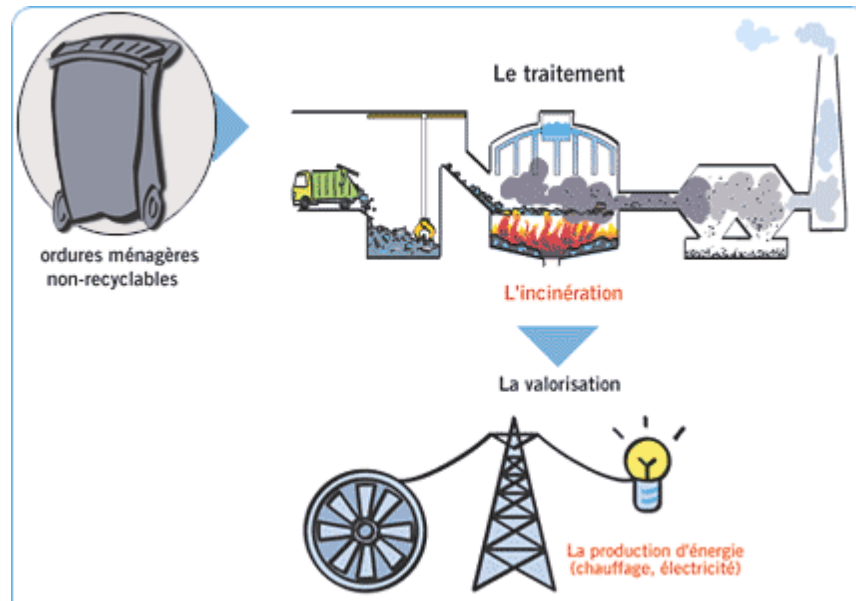 Le traitement
ordures ménagères
non-recyclables
L'incinération
La valorisation
La production d'énergie
(chauffage, électricité)